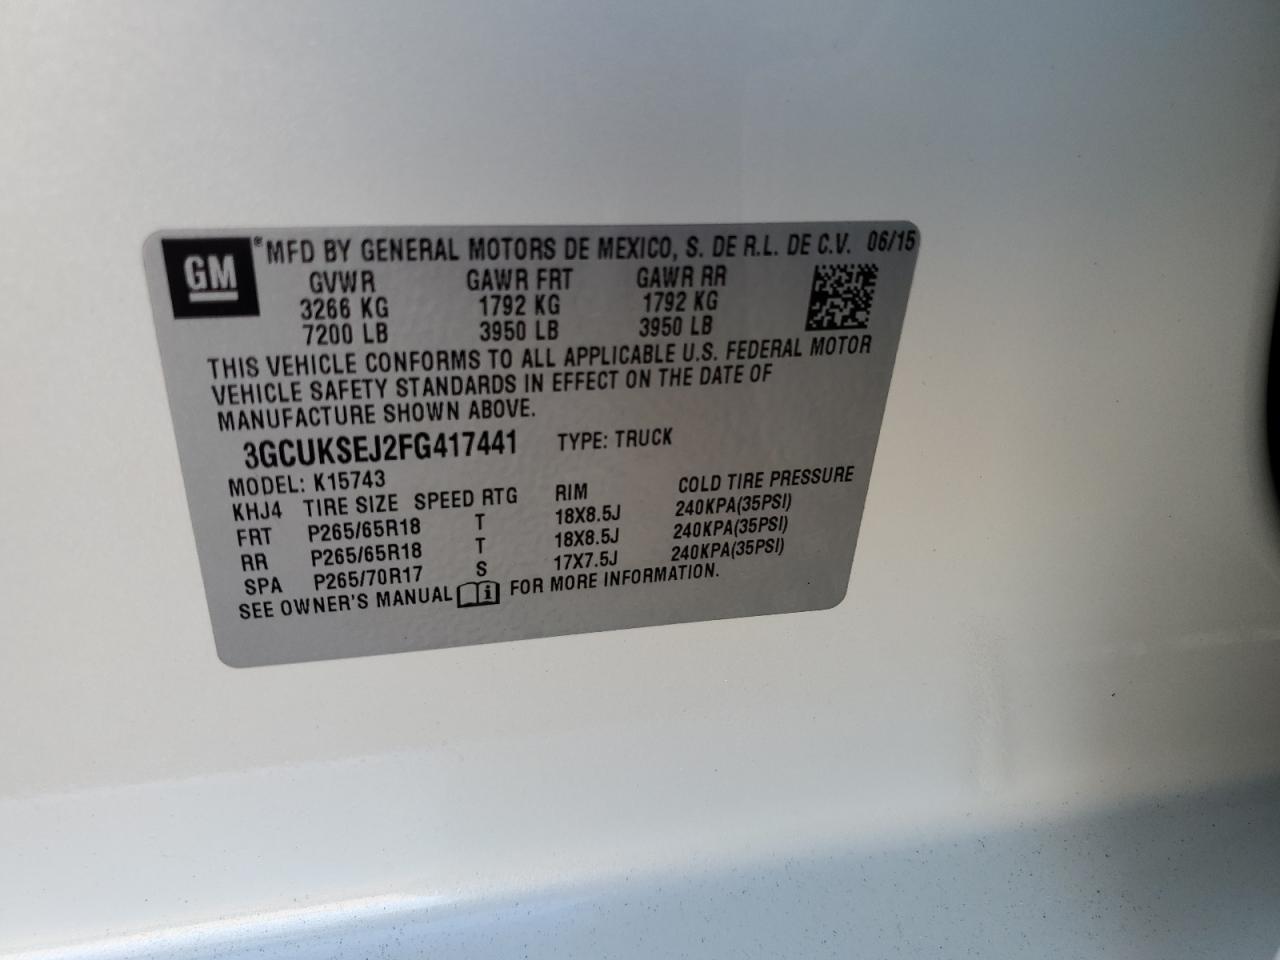 GM ® MFD BY GENERAL MOTORS DE MEXICO, S. DE R.L. DE C.V. 06/15
GVWR GAWR FRT GAWR RR
3266 KG 1792 KG 1792 KG
7200 LB 3950 LB 3950 LB
THIS VEHICLE CONFORMS TO ALL APPLICABLE U.S. FEDERAL MOTOR
VEHICLE SAFETY STANDARDS IN EFFECT ON THE DATE OF
MANUFACTURE SHOWN ABOVE.
3GCUKSEJ2FG417441 TYPE: TRUCK
MODEL: K15743
KHJ4 TIRE SIZE SPEED RTG RIM COLD TIRE PRESSURE
FRT P265/65R18 T 18X8.5J 240KPA(35PSI)
RR P265/65R18 T 18X8.5J 240KPA(35PSI)
SPA P265/70R17 S 17X7.5J 240KPA(35PSI)
SEE OWNER'S MANUAL i FOR MORE INFORMATION.